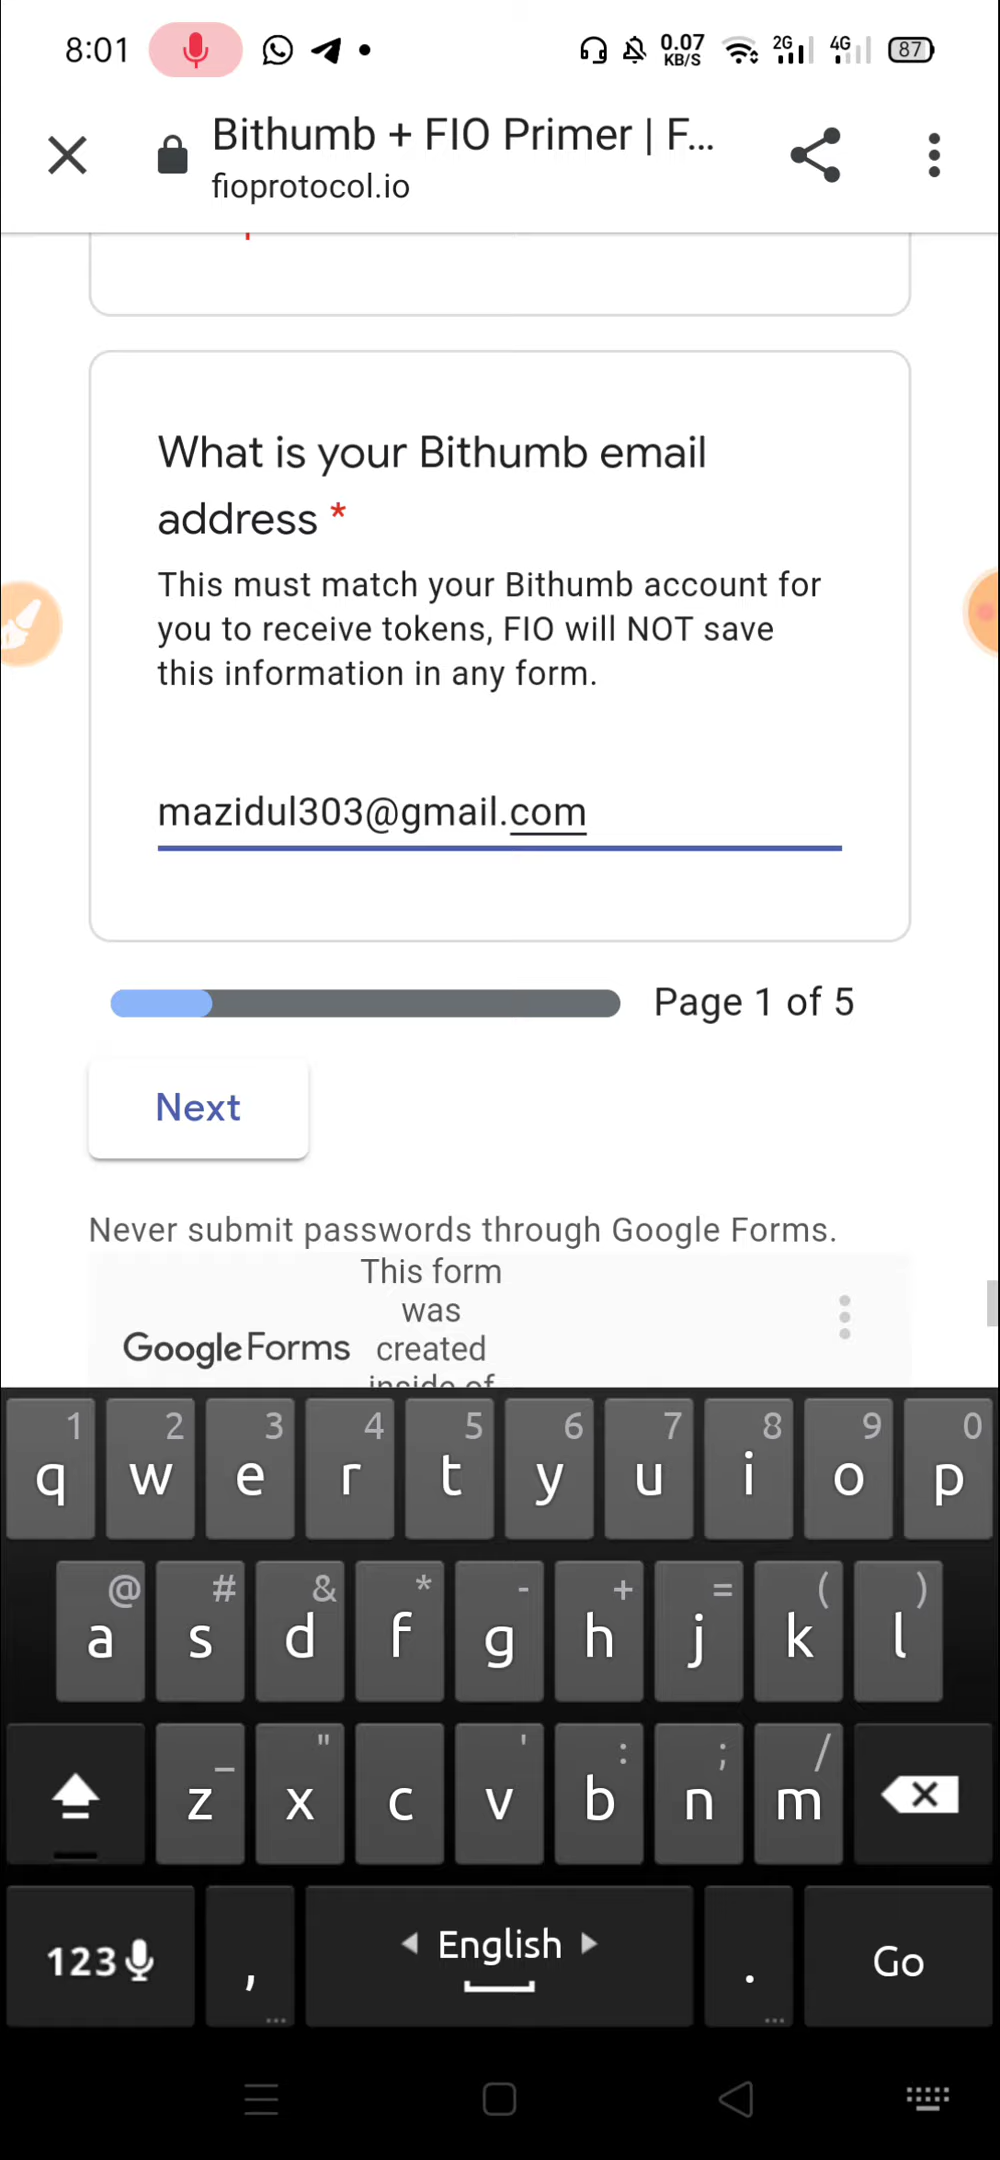 8:01
0.07
KB/S
2G
4G
87
Bithumb + FIO Primer | F...
fioprotocol.io
What is your Bithumb email
address *
This must match your Bithumb account for
you to receive tokens, FIO will NOT save
this information in any form.
mazidul303@gmail.com
Page 1 of 5
Next
Never submit passwords through Google Forms.
This form
was
Google Forms created
inside of
1 2 3 4 5 6 7 8 9 0
q w e r t y u i o p
@ # & * - + = ( )
a s d f g h j k l
_ " ' : ; /
z x c v b n m
123 , English . Go